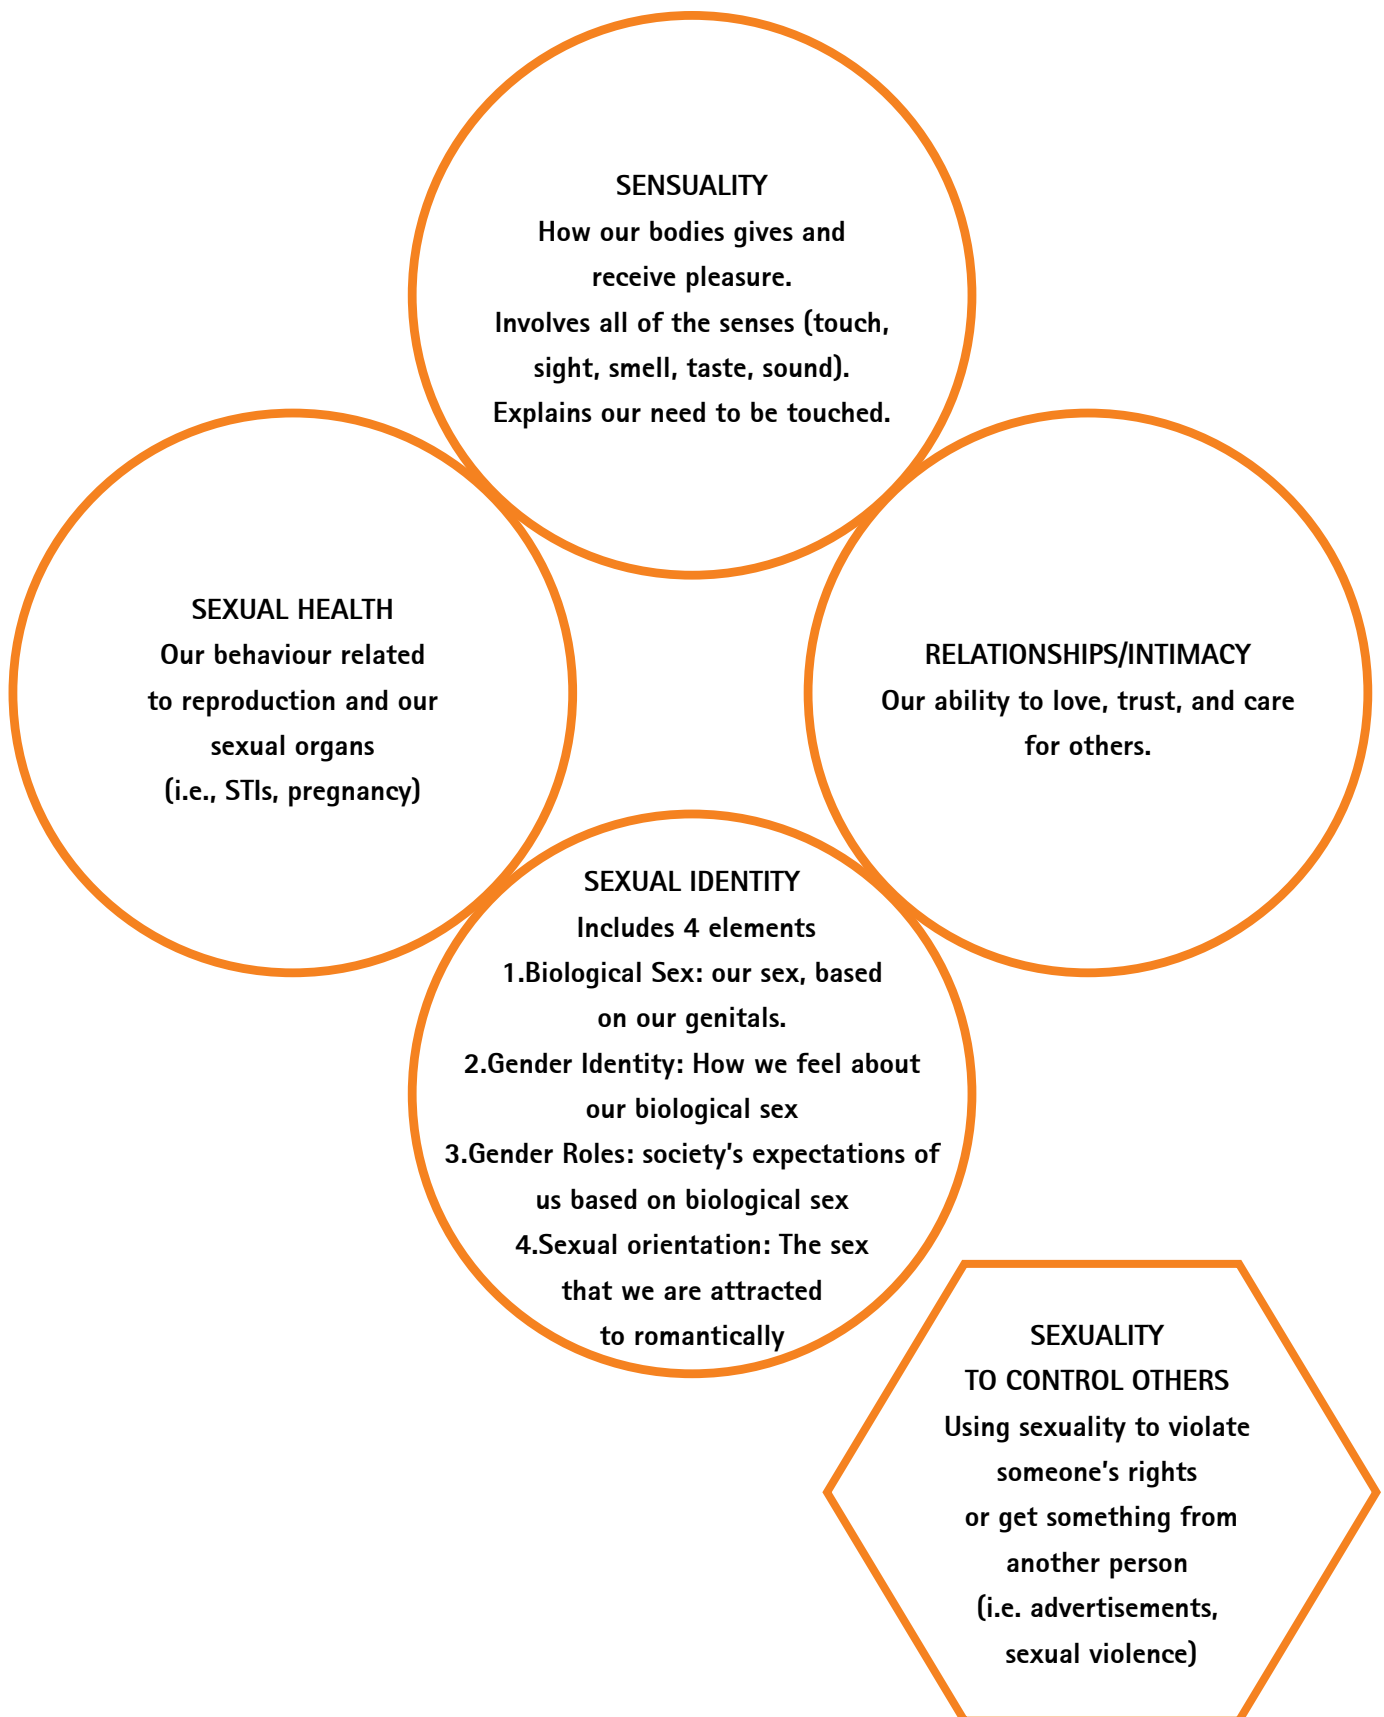 SENSUALITY
How our bodies gives and
receive pleasure.
Involves all of the senses (touch,
sight, smell, taste, sound).
Explains our need to be touched.
SEXUAL HEALTH
Our behaviour related
to reproduction and our
sexual organs
(i.e., STIs, pregnancy)
RELATIONSHIPS/INTIMACY
Our ability to love, trust, and care
for others.
SEXUAL IDENTITY
Includes 4 elements
1.Biological Sex: our sex, based
on our genitals.
2.Gender Identity: How we feel about
our biological sex
3.Gender Roles: society's expectations of
us based on biological sex
4.Sexual orientation: The sex
that we are attracted
to romantically
SEXUALITY
TO CONTROL OTHERS
Using sexuality to violate
someone's rights
or get something from
another person
(i.e. advertisements,
sexual violence)